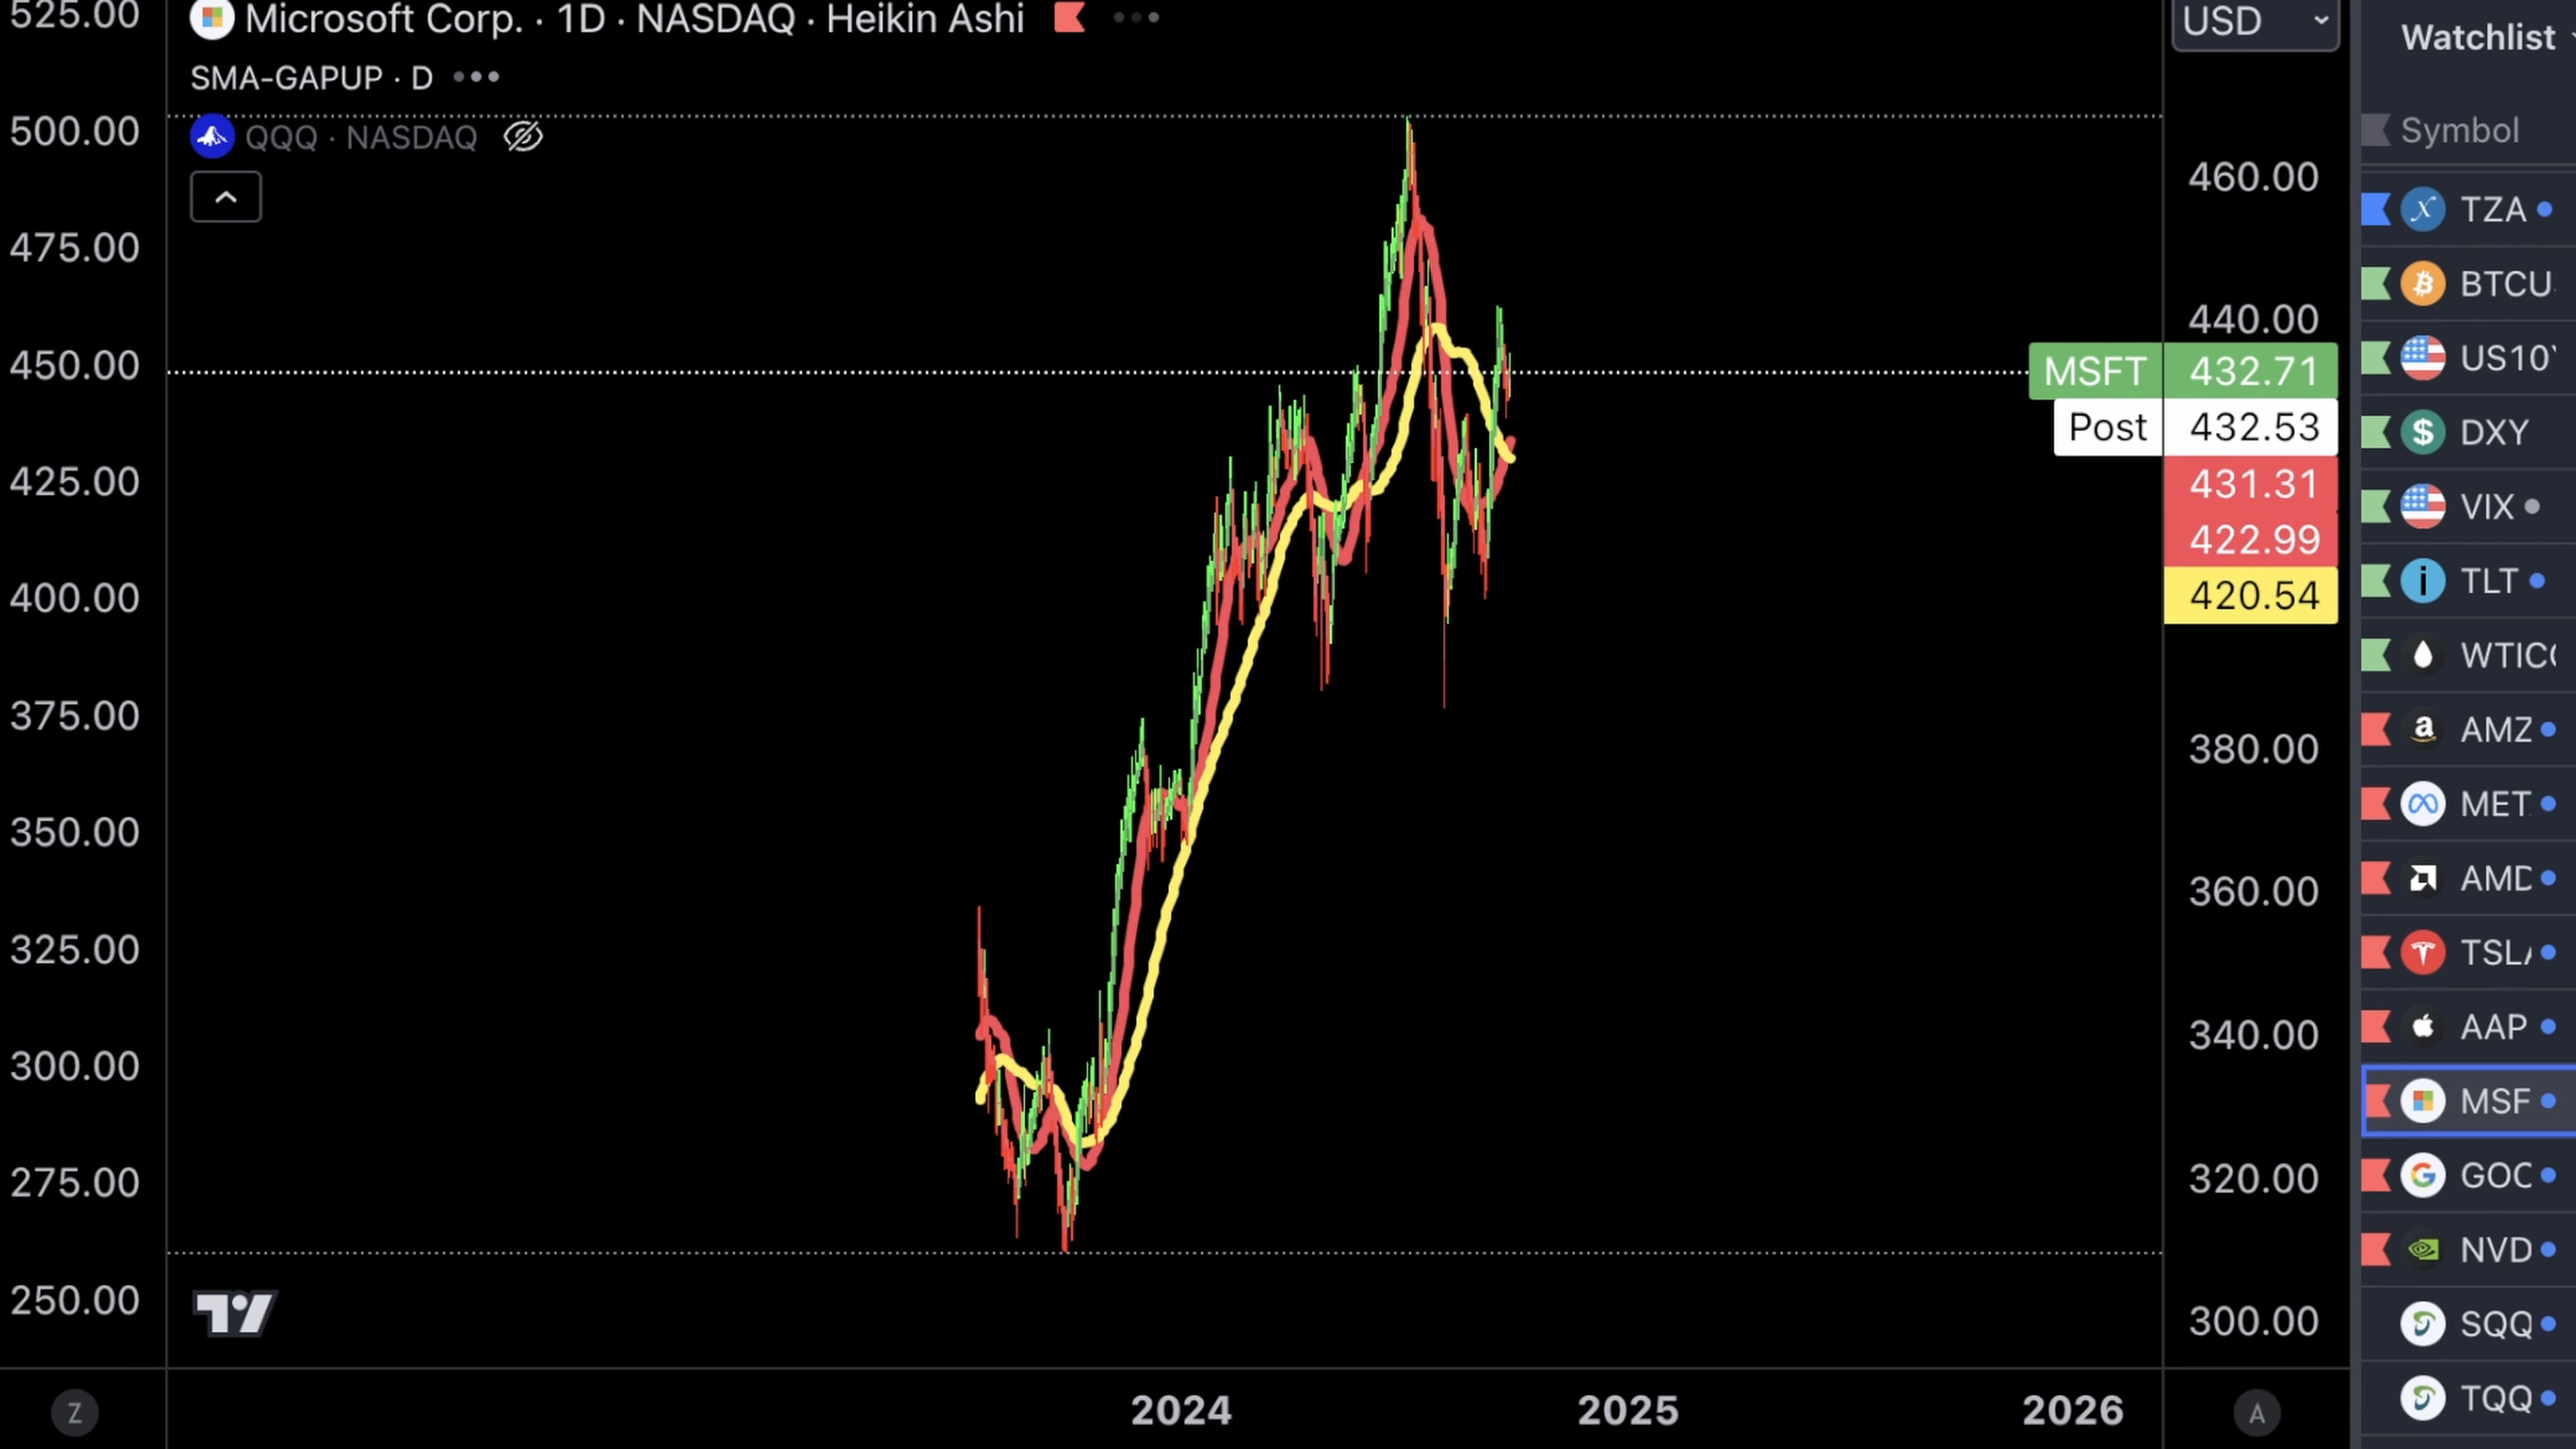 525.00
Microsoft Corp. · 1D · NASDAQ · Heikin Ashi
USD
Watchlist
SMA-GAPUP · D
500.00
QQQ · NASDAQ
Symbol
460.00
TZA
475.00
BTCU
440.00
450.00
MSFT 432.71
US10Y
Post 432.53
DXY
425.00
431.31
VIX
422.99
TLT
400.00
420.54
WTICO
375.00
AMZ
380.00
350.00
MET
360.00
AMD
325.00
TSLA
300.00
340.00
AAP
MSF
275.00
320.00
GOO
NVD
250.00
300.00
SQQ
TQQ
Z
2024
2025
2026
A